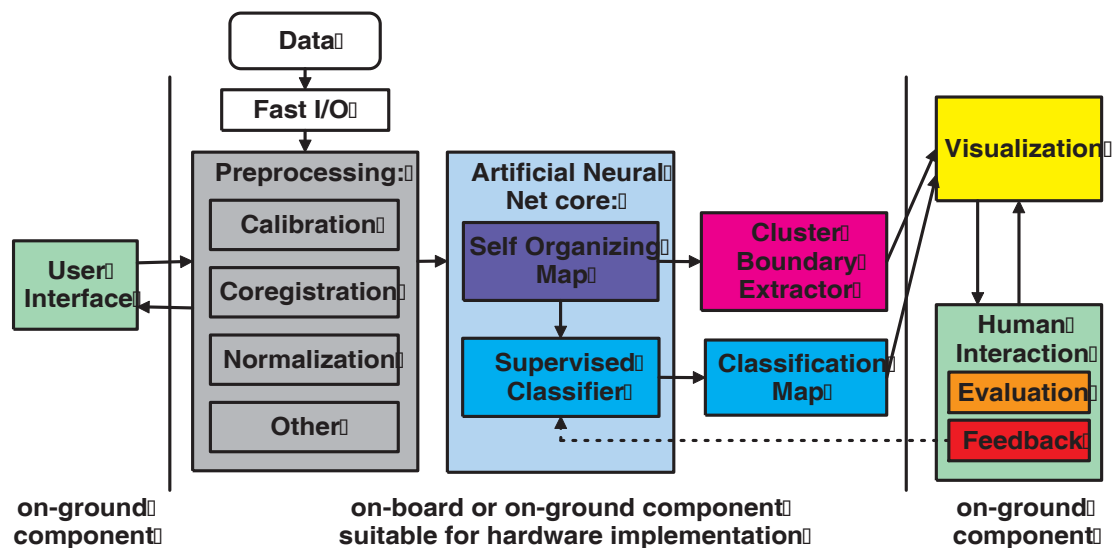 Data
Fast I/O
Preprocessing:
Calibration
Coregistration
Normalization
Other
User
Interface
Artificial Neural
Net core:
Self Organizing
Map
Supervised
Classifier
Cluster
Boundary
Extractor
Classification
Map
Visualization
Human
Interaction
Evaluation
Feedback
on-ground
component
on-board or on-ground component
suitable for hardware implementation
on-ground
component